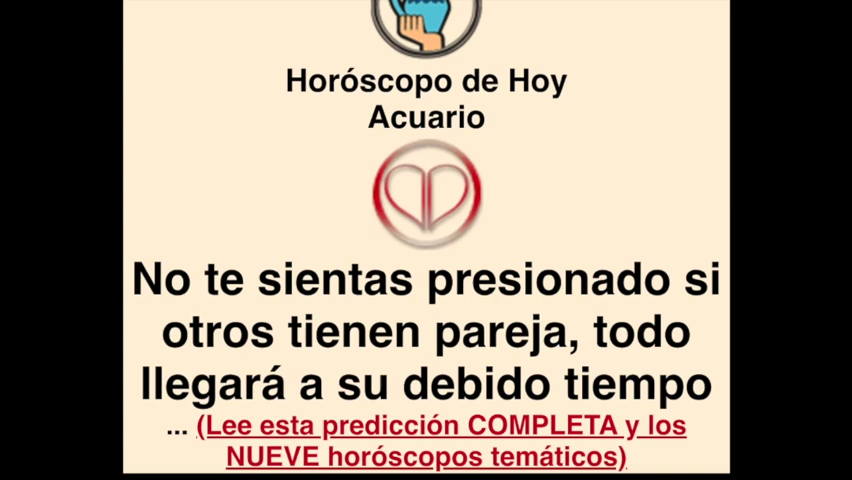 Horóscopo de Hoy
Acuario
No te sientas presionado si
otros tienen pareja, todo
llegará a su debido tiempo
... (Lee esta predicción COMPLETA y los
NUEVE horóscopos temáticos)